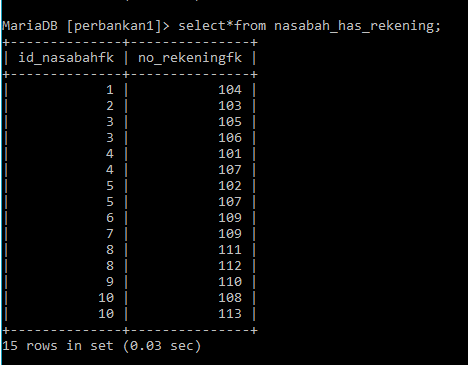 MariaDB [perbankan1]> select*from nasabah_has_rekening;
+--------------+---------------+
| id_nasabahfk | no_rekeningfk |
+--------------+---------------+
|            1 |           104 |
|            2 |           103 |
|            3 |           105 |
|            3 |           106 |
|            4 |           101 |
|            4 |           107 |
|            5 |           102 |
|            5 |           107 |
|            6 |           109 |
|            7 |           109 |
|            8 |           111 |
|            8 |           112 |
|            9 |           110 |
|           10 |           108 |
|           10 |           113 |
+--------------+---------------+
15 rows in set (0.03 sec)